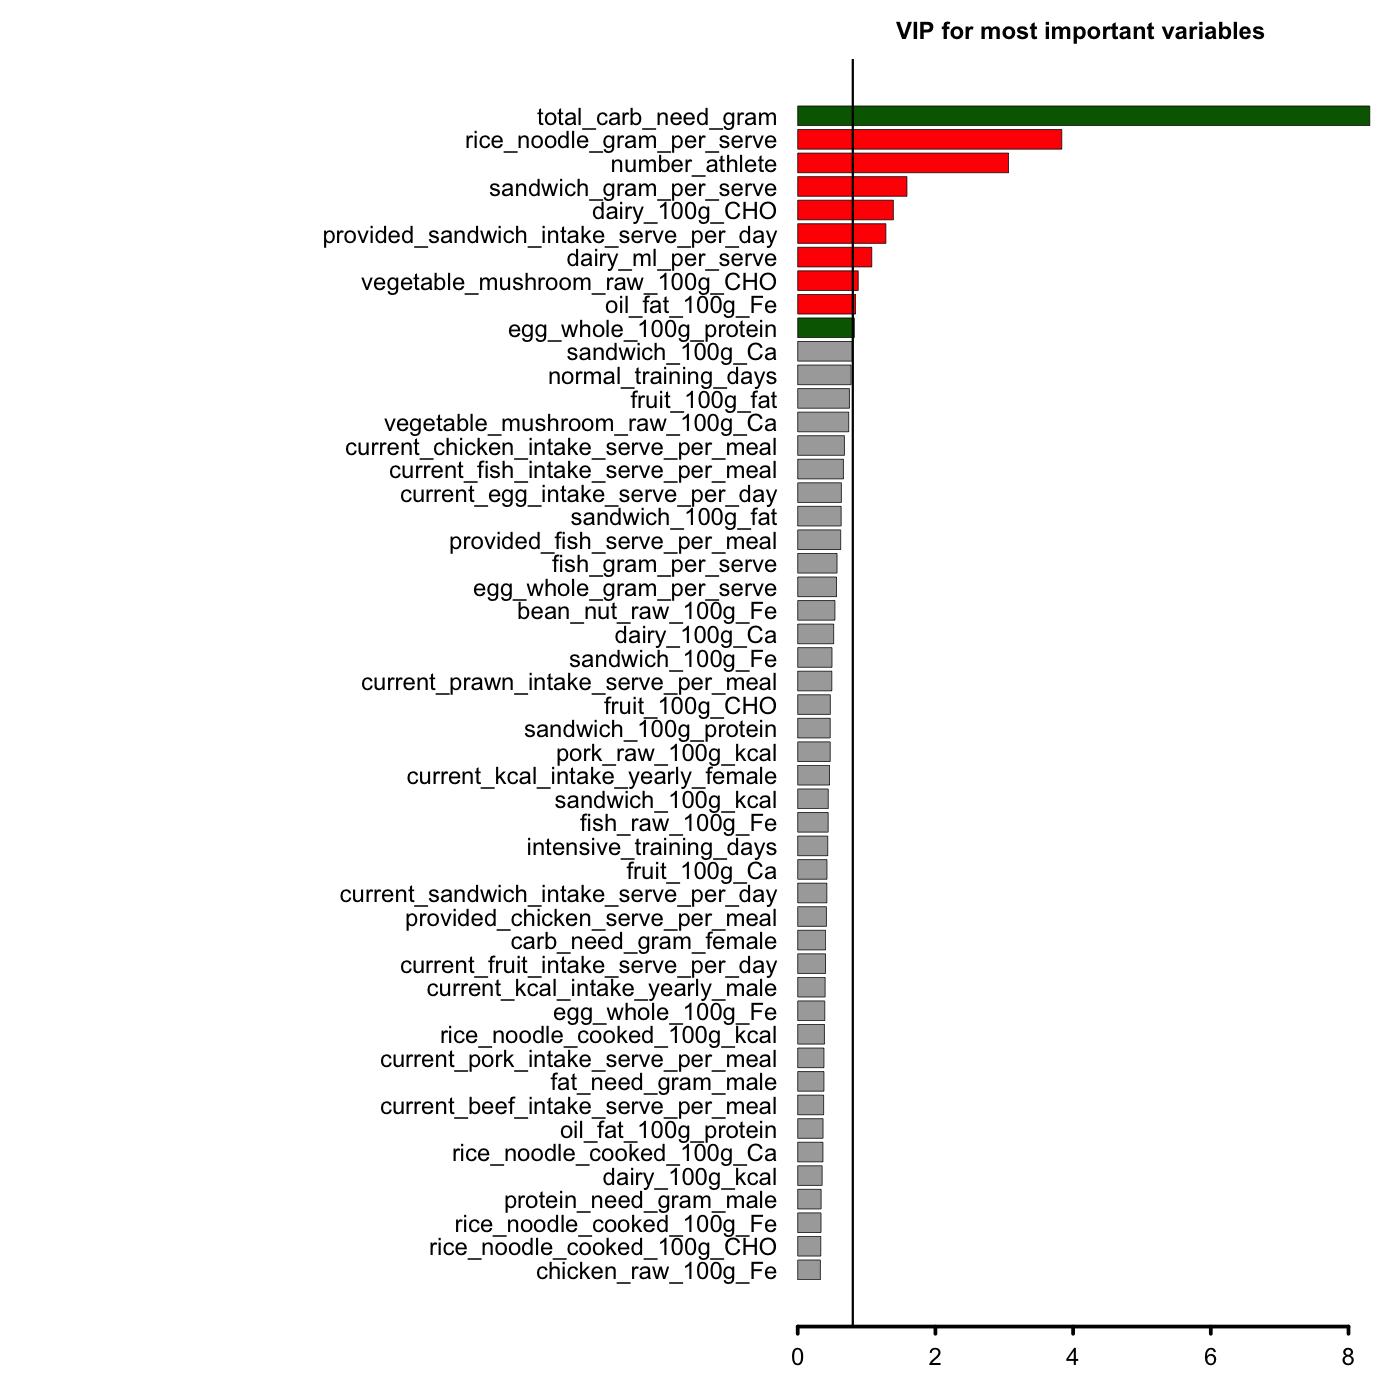 VIP for most important variables
total_carb_need_gram
rice_noodle_gram_per_serve
number_athlete
sandwich_gram_per_serve
dairy_100g_CHO
provided_sandwich_intake_serve_per_day
dairy_ml_per_serve
vegetable_mushroom_raw_100g_CHO
oil_fat_100g_Fe
egg_whole_100g_protein
sandwich_100g_Ca
normal_training_days
fruit_100g_fat
vegetable_mushroom_raw_100g_Ca
current_chicken_intake_serve_per_meal
current_fish_intake_serve_per_meal
current_egg_intake_serve_per_day
sandwich_100g_fat
provided_fish_serve_per_meal
fish_gram_per_serve
egg_whole_gram_per_serve
bean_nut_raw_100g_Fe
dairy_100g_Ca
sandwich_100g_Fe
current_prawn_intake_serve_per_meal
fruit_100g_CHO
sandwich_100g_protein
pork_raw_100g_kcal
current_kcal_intake_yearly_female
sandwich_100g_kcal
fish_raw_100g_Fe
intensive_training_days
fruit_100g_Ca
current_sandwich_intake_serve_per_day
provided_chicken_serve_per_meal
carb_need_gram_female
current_fruit_intake_serve_per_day
current_kcal_intake_yearly_male
egg_whole_100g_Fe
rice_noodle_cooked_100g_kcal
current_pork_intake_serve_per_meal
fat_need_gram_male
current_beef_intake_serve_per_meal
oil_fat_100g_protein
rice_noodle_cooked_100g_Ca
dairy_100g_kcal
protein_need_gram_male
rice_noodle_cooked_100g_Fe
rice_noodle_cooked_100g_CHO
chicken_raw_100g_Fe
0 2 4 6 8